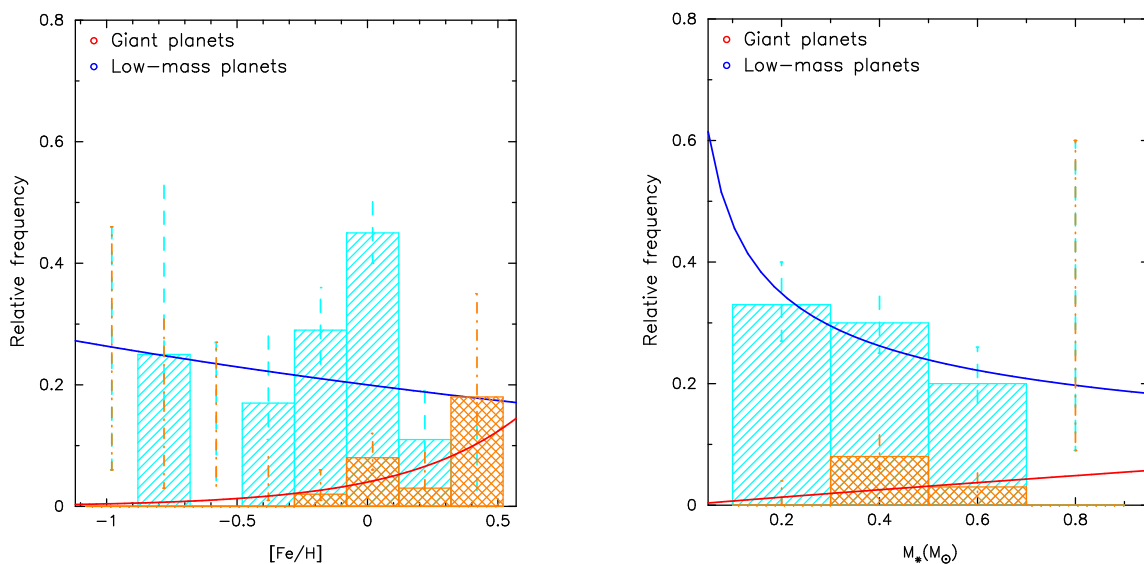 0.8
Giant planets
Low-mass planets
0.6
0.4
0.2
0
Relative frequency
-1
-0.5
0
0.5
[Fe/H]
0.8
Giant planets
Low-mass planets
0.6
0.4
0.2
0
Relative frequency
0.2
0.4
0.6
0.8
M*(M☉)